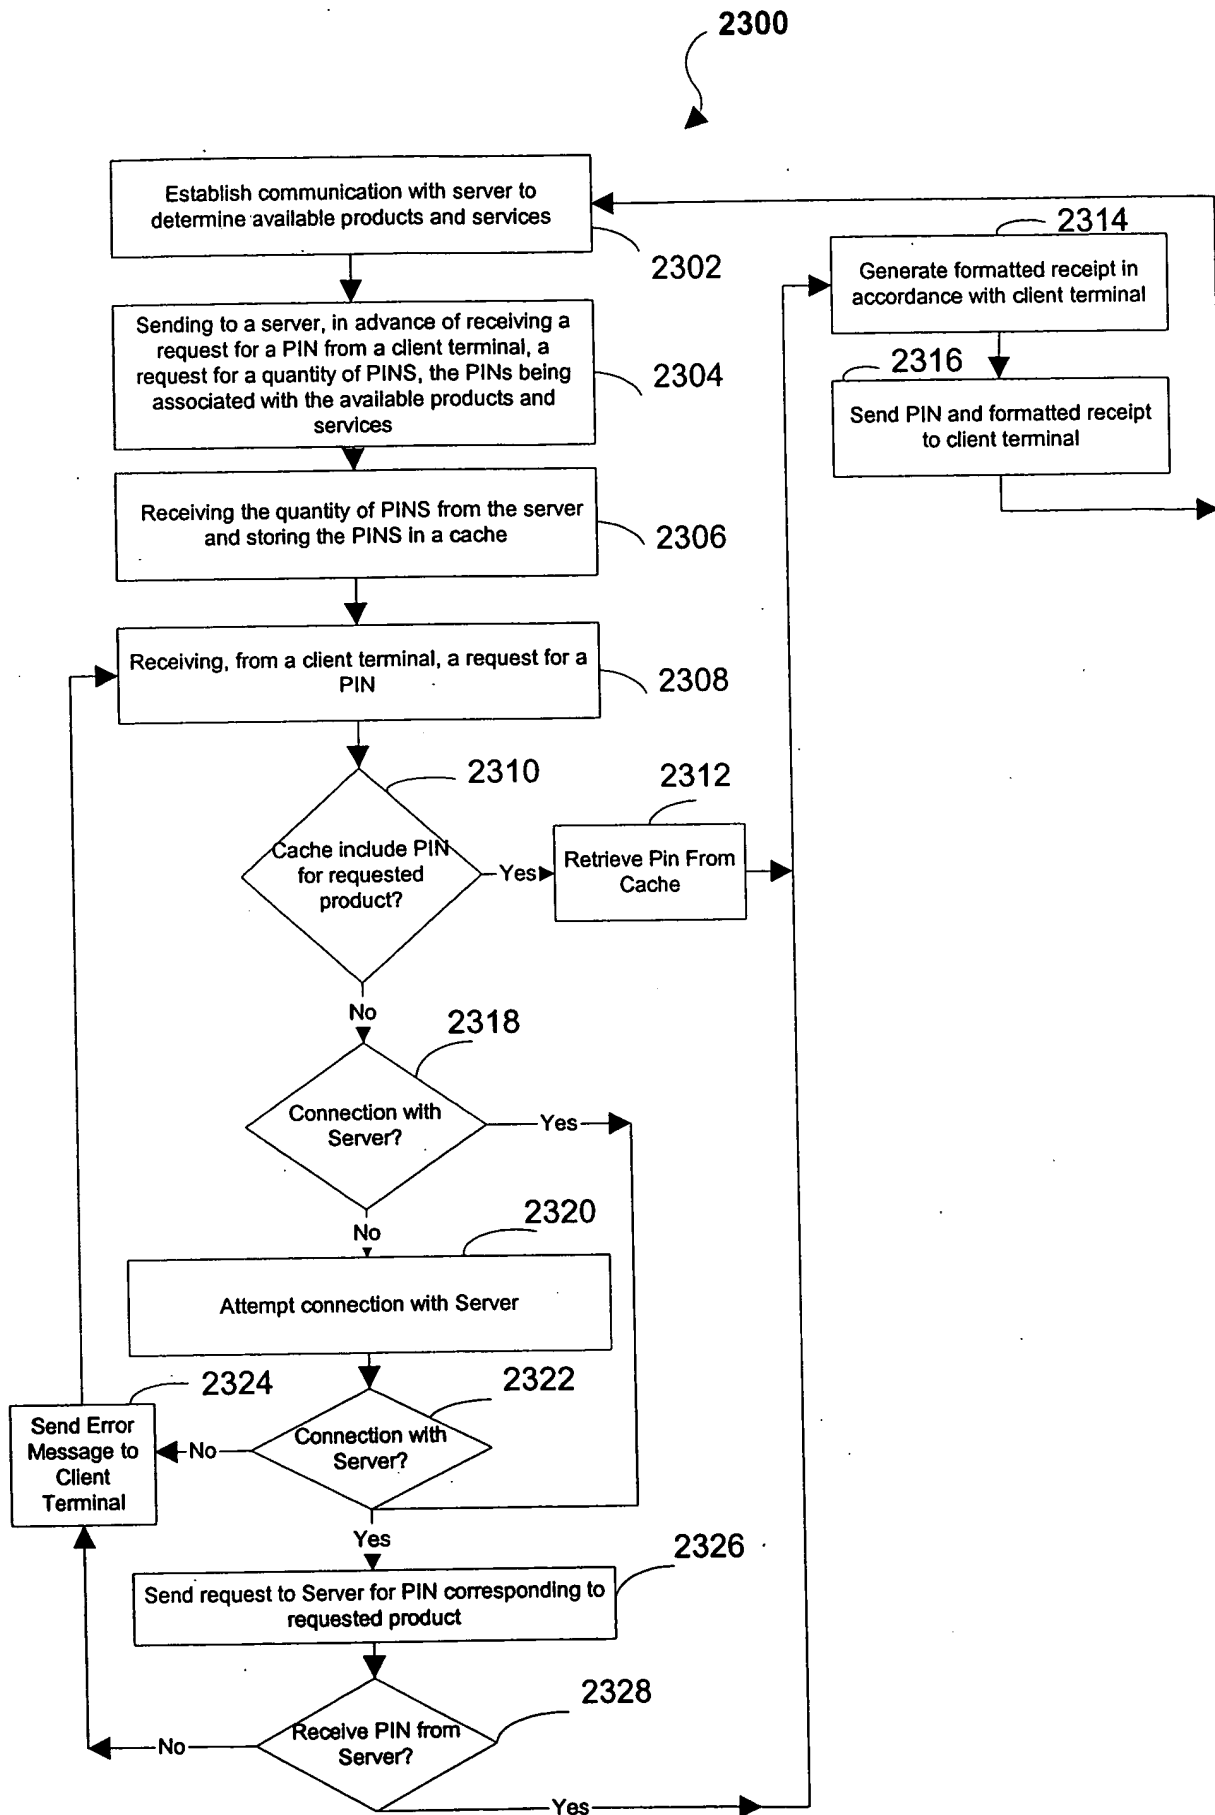 2300
Establish communication with server to
determine available products and services
2302
Sending to a server, in advance of receiving a
request for a PIN from a client terminal, a
request for a quantity of PINS, the PINs being
associated with the available products and
services
2304
Receiving the quantity of PINS from the server
and storing the PINS in a cache
2306
Receiving, from a client terminal, a request for a
PIN
2308
2310
Cache include PIN
for requested
product?
Yes
2312
Retrieve Pin From
Cache
2314
Generate formatted receipt in
accordance with client terminal
2316
Send PIN and formatted receipt
to client terminal
No
2318
Connection with
Server?
Yes
No
2320
Attempt connection with Server
2322
Connection with
Server?
No
2324
Send Error
Message to
Client
Terminal
Yes
2326
Send request to Server for PIN corresponding to
requested product
2328
Receive PIN from
Server?
No
Yes